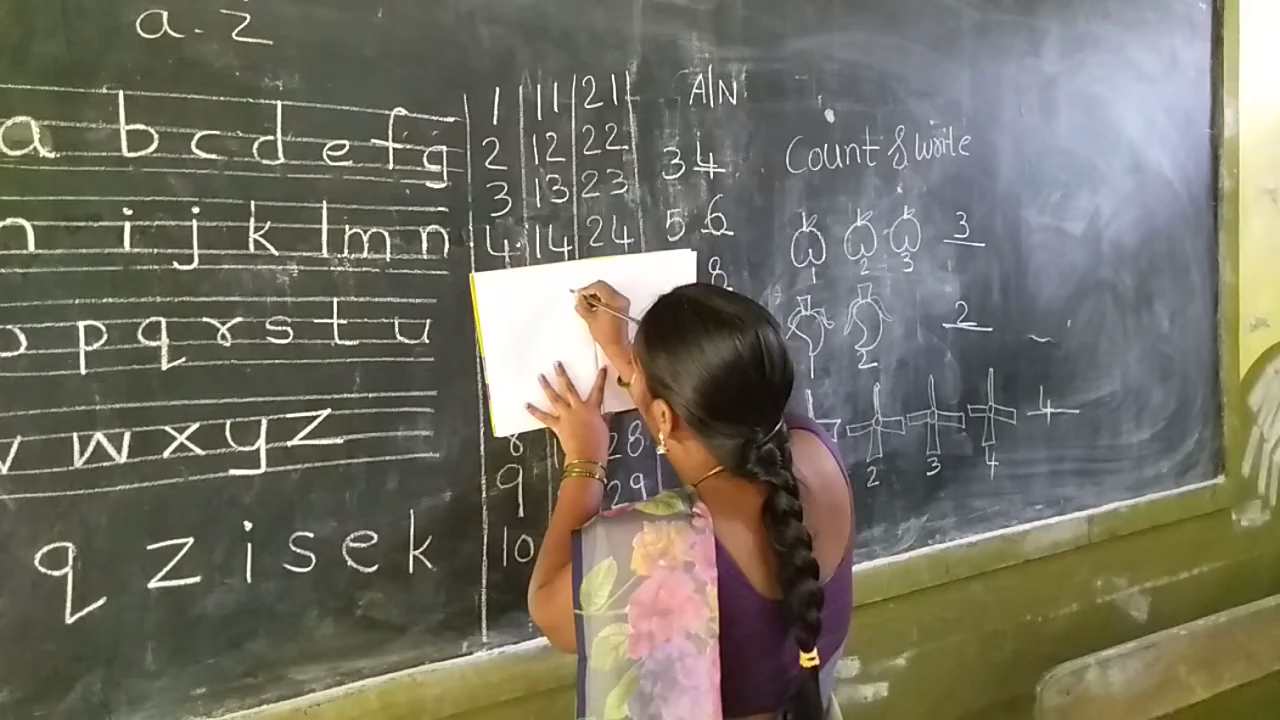 a.z
a b c d e f g
i j k l m n
p q r s t u
w x y z
q z i s e k
1 11 21
2 12 22
3 13 23
4 14 24
8 28
9 29
10
A/N
3 4
5 6
8
Count & write
1 2 3 3
1 2 2
2 3 4 4